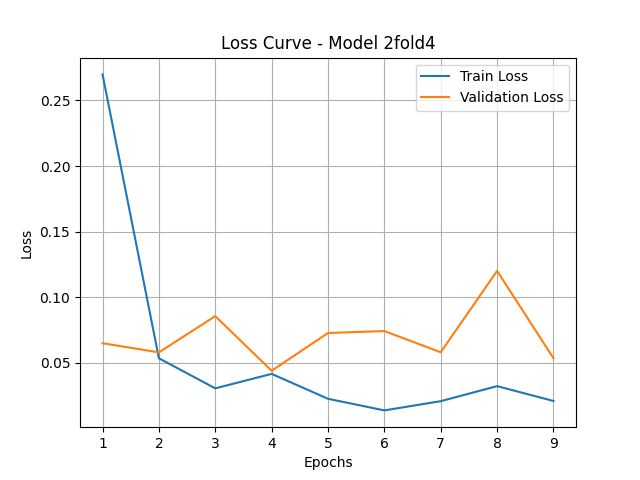 Loss Curve - Model 2fold4
Train Loss
Validation Loss
0.25
0.20
0.15
0.10
0.05
Loss
1 2 3 4 5 6 7 8 9
Epochs